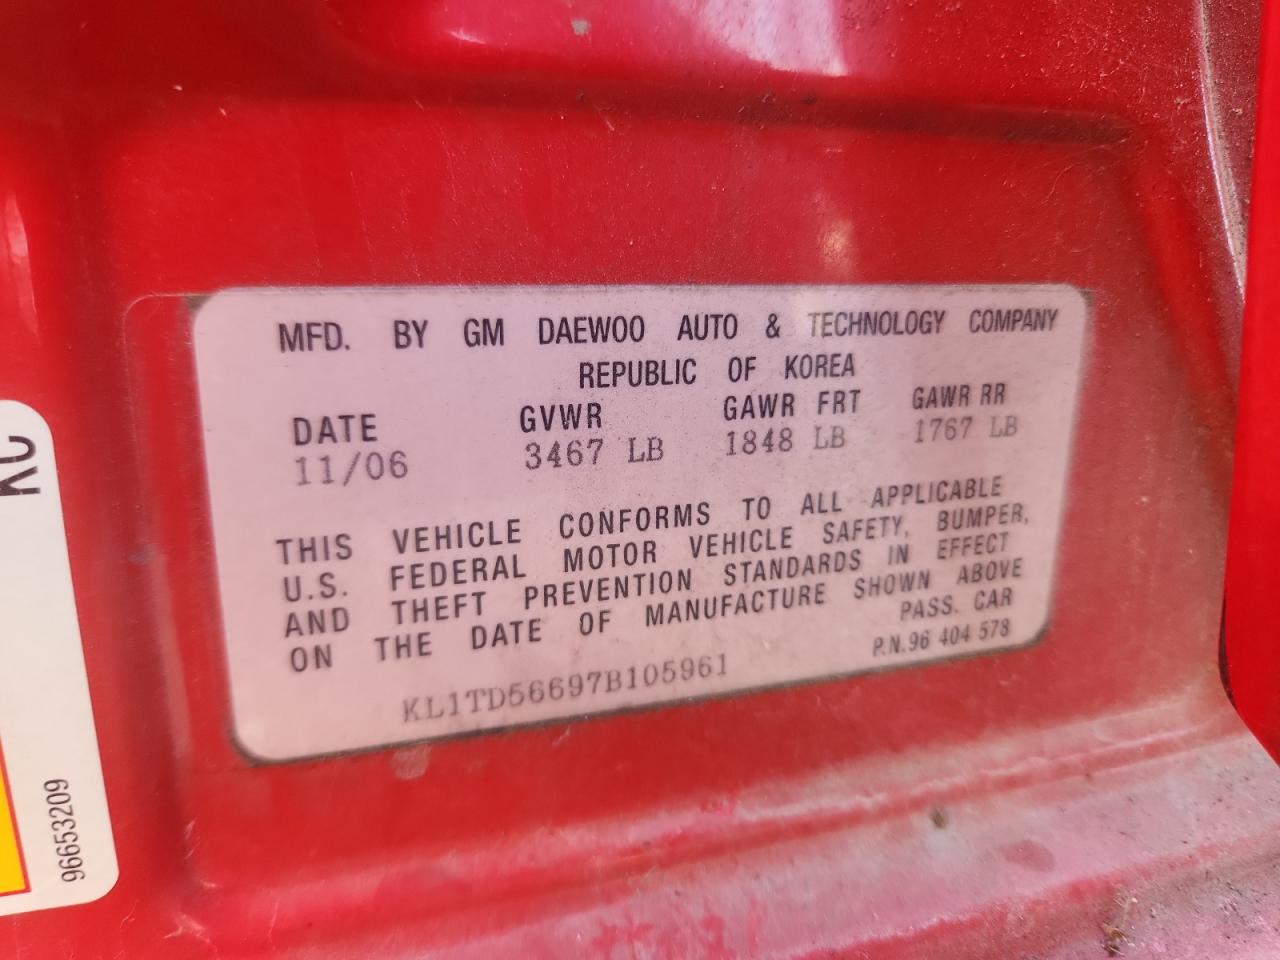 MFD. BY GM DAEWOO AUTO & TECHNOLOGY COMPANY
REPUBLIC OF KOREA
DATE GVWR GAWR FRT GAWR RR
11/06 3467 LB 1848 LB 1767 LB
THIS VEHICLE CONFORMS TO ALL APPLICABLE
U.S. FEDERAL MOTOR VEHICLE SAFETY, BUMPER,
AND THEFT PREVENTION STANDARDS IN EFFECT
ON THE DATE OF MANUFACTURE SHOWN ABOVE
PASS. CAR
KL1TD56697B105961 P.N.96 404 578
96653209